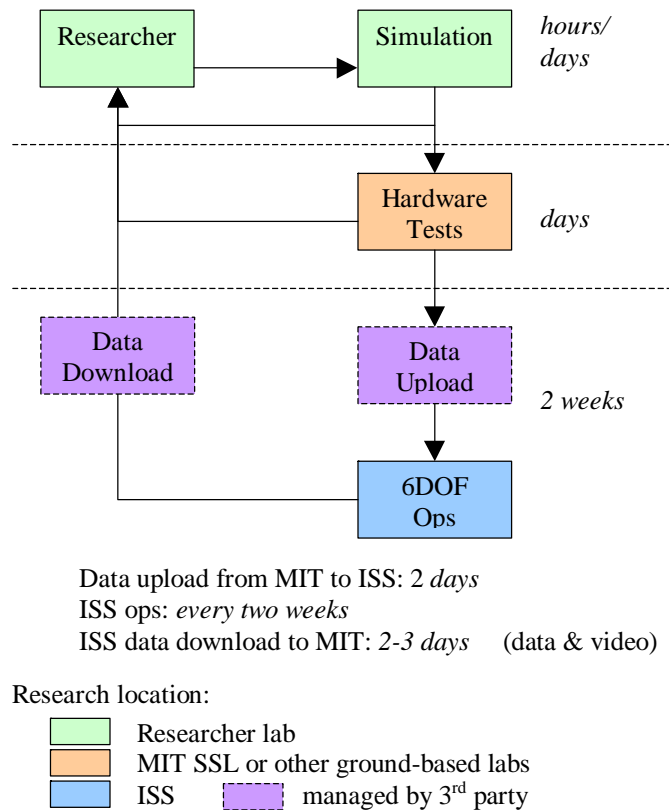 Researcher
Simulation
hours/
days
Hardware
Tests
days
Data
Download
Data
Upload
2 weeks
6DOF
Ops
Data upload from MIT to ISS: 2 days
ISS ops: every two weeks
ISS data download to MIT: 2-3 days (data & video)
Research location:
Researcher lab
MIT SSL or other ground-based labs
ISS
managed by 3rd party